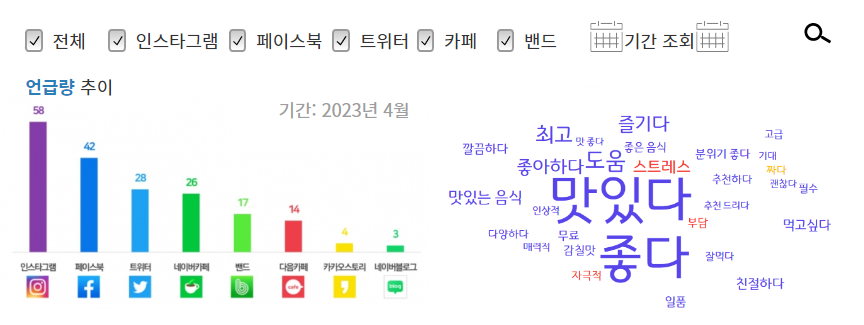 전체 인스타그램 페이스북 트위터 카페 밴드 기간 조회
언급량 추이
기간: 2023년 4월
58
42
28
26
17
14
4
3
인스타그램 페이스북 트위터 네이버카페 밴드 다음카페 카카오스토리 네이버블로그
cafe
blog
즐기다
최고
고급
맛 좋다
좋은 음식
깔끔하다
분위기 좋다
기대
좋아하다
도움
스트레스
짜다
추천하다
괜찮다
필수
맛있다
맛있는 음식
추천 드리다
인상적
부담
먹고싶다
다양하다
무료
매력적
감칠맛
좋다
잘먹다
자극적
친절하다
일품